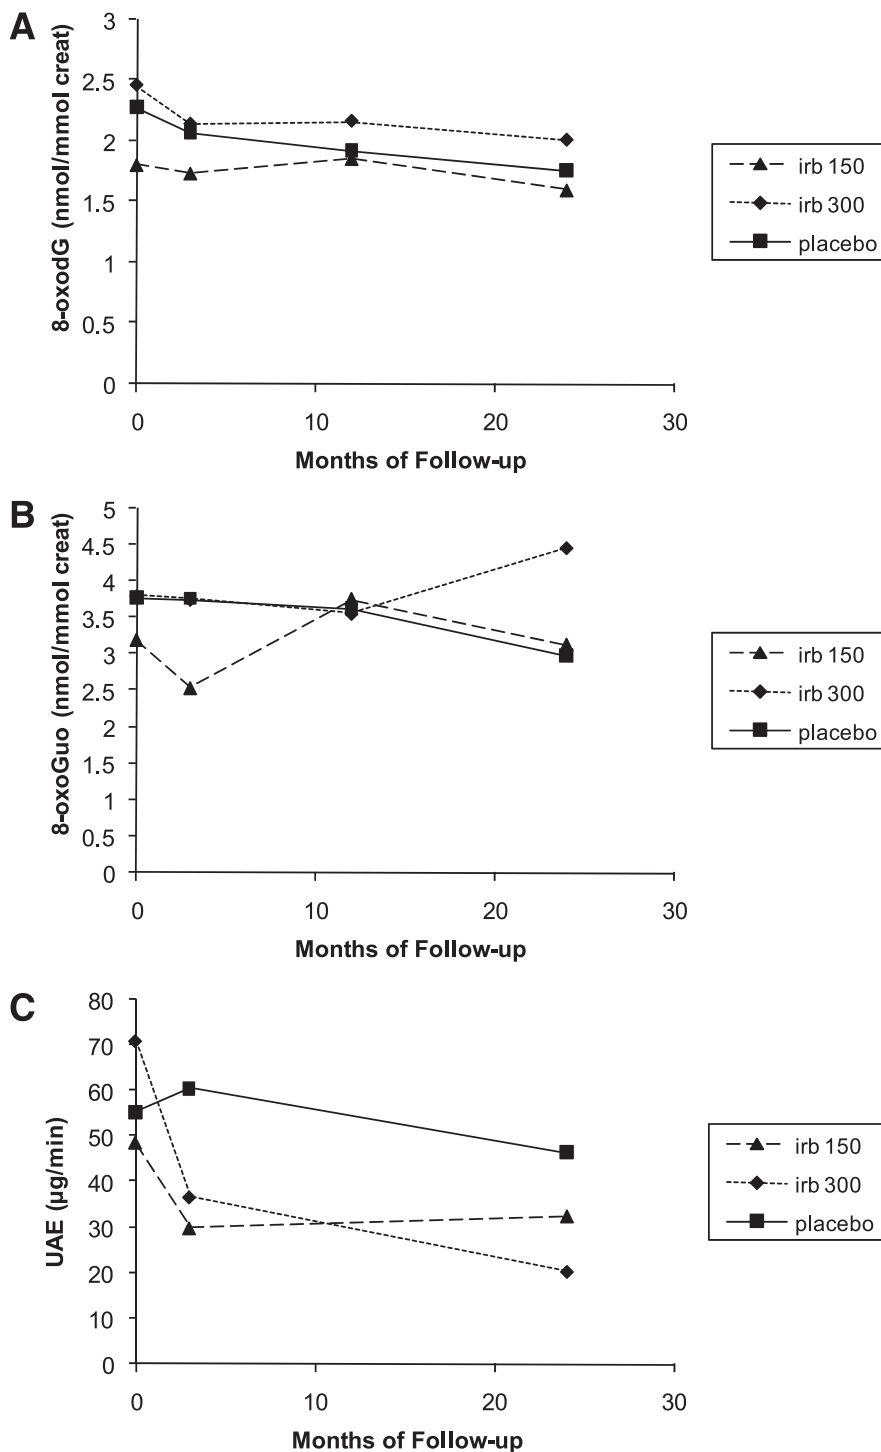 A
8-oxodG (nmol/mmol creat)
3
2.5
2
1.5
1
0.5
0
0 10 20 30
Months of Follow-up
irb 150
irb 300
placebo
B
8-oxoGuo (nmol/mmol creat)
5
4.5
4
3.5
3
2.5
2
1.5
1
0.5
0
0 10 20 30
Months of Follow-up
irb 150
irb 300
placebo
C
UAE (µg/min)
80
70
60
50
40
30
20
10
0
0 10 20 30
Months of Follow-up
irb 150
irb 300
placebo